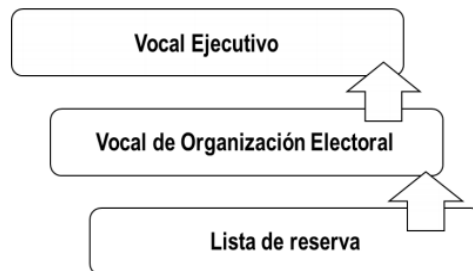 Vocal Ejecutivo
Vocal de Organización Electoral
Lista de reserva